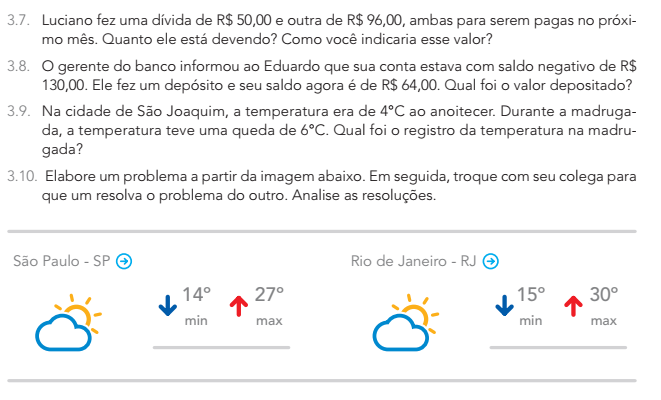 3.7. Luciano fez uma dívida de R$ 50,00 e outra de R$ 96,00, ambas para serem pagas no próxi-
mo mês. Quanto ele está devendo? Como você indicaria esse valor?
3.8. O gerente do banco informou ao Eduardo que sua conta estava com saldo negativo de R$
130,00. Ele fez um depósito e seu saldo agora é de R$ 64,00. Qual foi o valor depositado?
3.9. Na cidade de São Joaquim, a temperatura era de 4°C ao anoitecer. Durante a madruga-
da, a temperatura teve uma queda de 6°C. Qual foi o registro da temperatura na madru-
gada?
3.10. Elabore um problema a partir da imagem abaixo. Em seguida, troque com seu colega para
que um resolva o problema do outro. Analise as resoluções.
São Paulo - SP
14° 27°
min max
Rio de Janeiro - RJ
15° 30°
min max